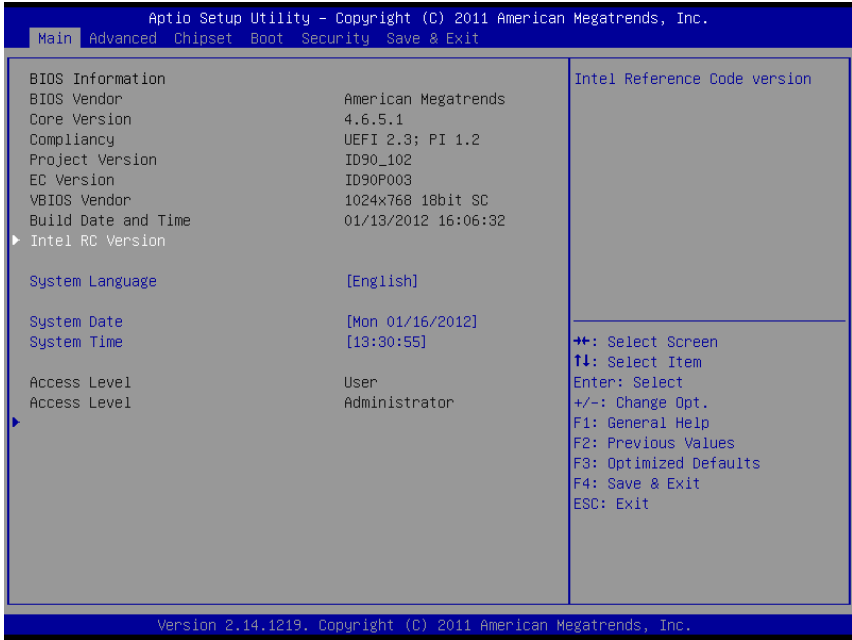 Aptio Setup Utility – Copyright (C) 2011 American Megatrends, Inc.
Main Advanced Chipset Boot Security Save & Exit
BIOS Information
BIOS Vendor American Megatrends
Core Version 4.6.5.1
Compliancy UEFI 2.3; PI 1.2
Project Version ID90_102
EC Version ID90P003
VBIOS Vendor 1024x768 18bit SC
Build Date and Time 01/13/2012 16:06:32
Intel RC Version
System Language [English]
System Date [Mon 01/16/2012]
System Time [13:30:55]
Access Level User
Access Level Administrator
Intel Reference Code version
→←: Select Screen
↑↓: Select Item
Enter: Select
+/-: Change Opt.
F1: General Help
F2: Previous Values
F3: Optimized Defaults
F4: Save & Exit
ESC: Exit
Version 2.14.1219. Copyright (C) 2011 American Megatrends, Inc.